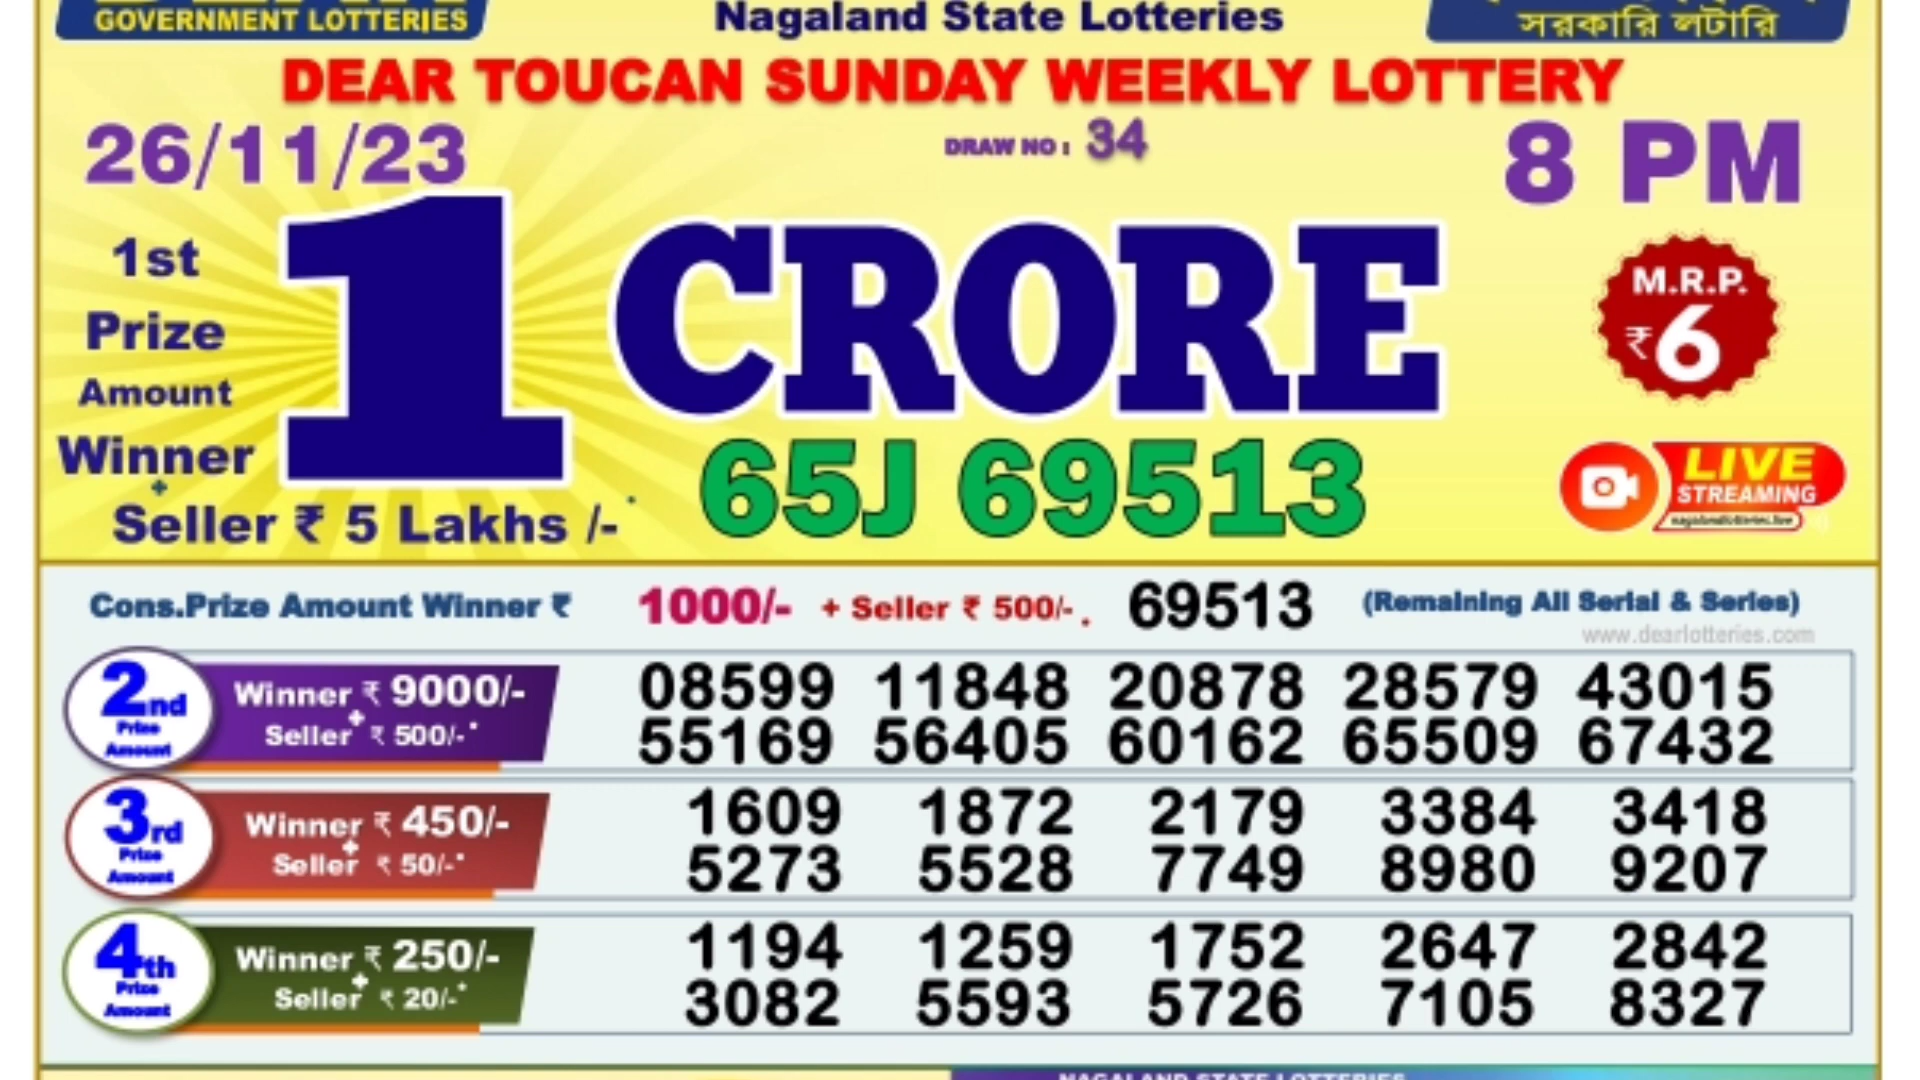 GOVERNMENT LOTTERIES
Nagaland State Lotteries
সরকারি লটারি
DEAR TOUCAN SUNDAY WEEKLY LOTTERY
26/11/23
DRAW NO : 34
8 PM
1st
Prize
Amount
Winner
+
Seller ₹ 5 Lakhs /-
1 CRORE
65J 69513
M.R.P.
₹6
LIVE
STREAMING
nagalandlotteries.live
Cons.Prize Amount Winner ₹ 1000/- + Seller ₹ 500/- . 69513 (Remaining All Serial & Series)
www.dearlotteries.com
2nd
Prize
Amount
Winner ₹ 9000/-
+
Seller ₹ 500/-*
08599 11848 20878 28579 43015
55169 56405 60162 65509 67432
3rd
Prize
Amount
Winner ₹ 450/-
+
Seller ₹ 50/-*
1609 1872 2179 3384 3418
5273 5528 7749 8980 9207
4th
Prize
Amount
Winner ₹ 250/-
+
Seller ₹ 20/-*
1194 1259 1752 2647 2842
3082 5593 5726 7105 8327
NAGALAND STATE LOTTERIES